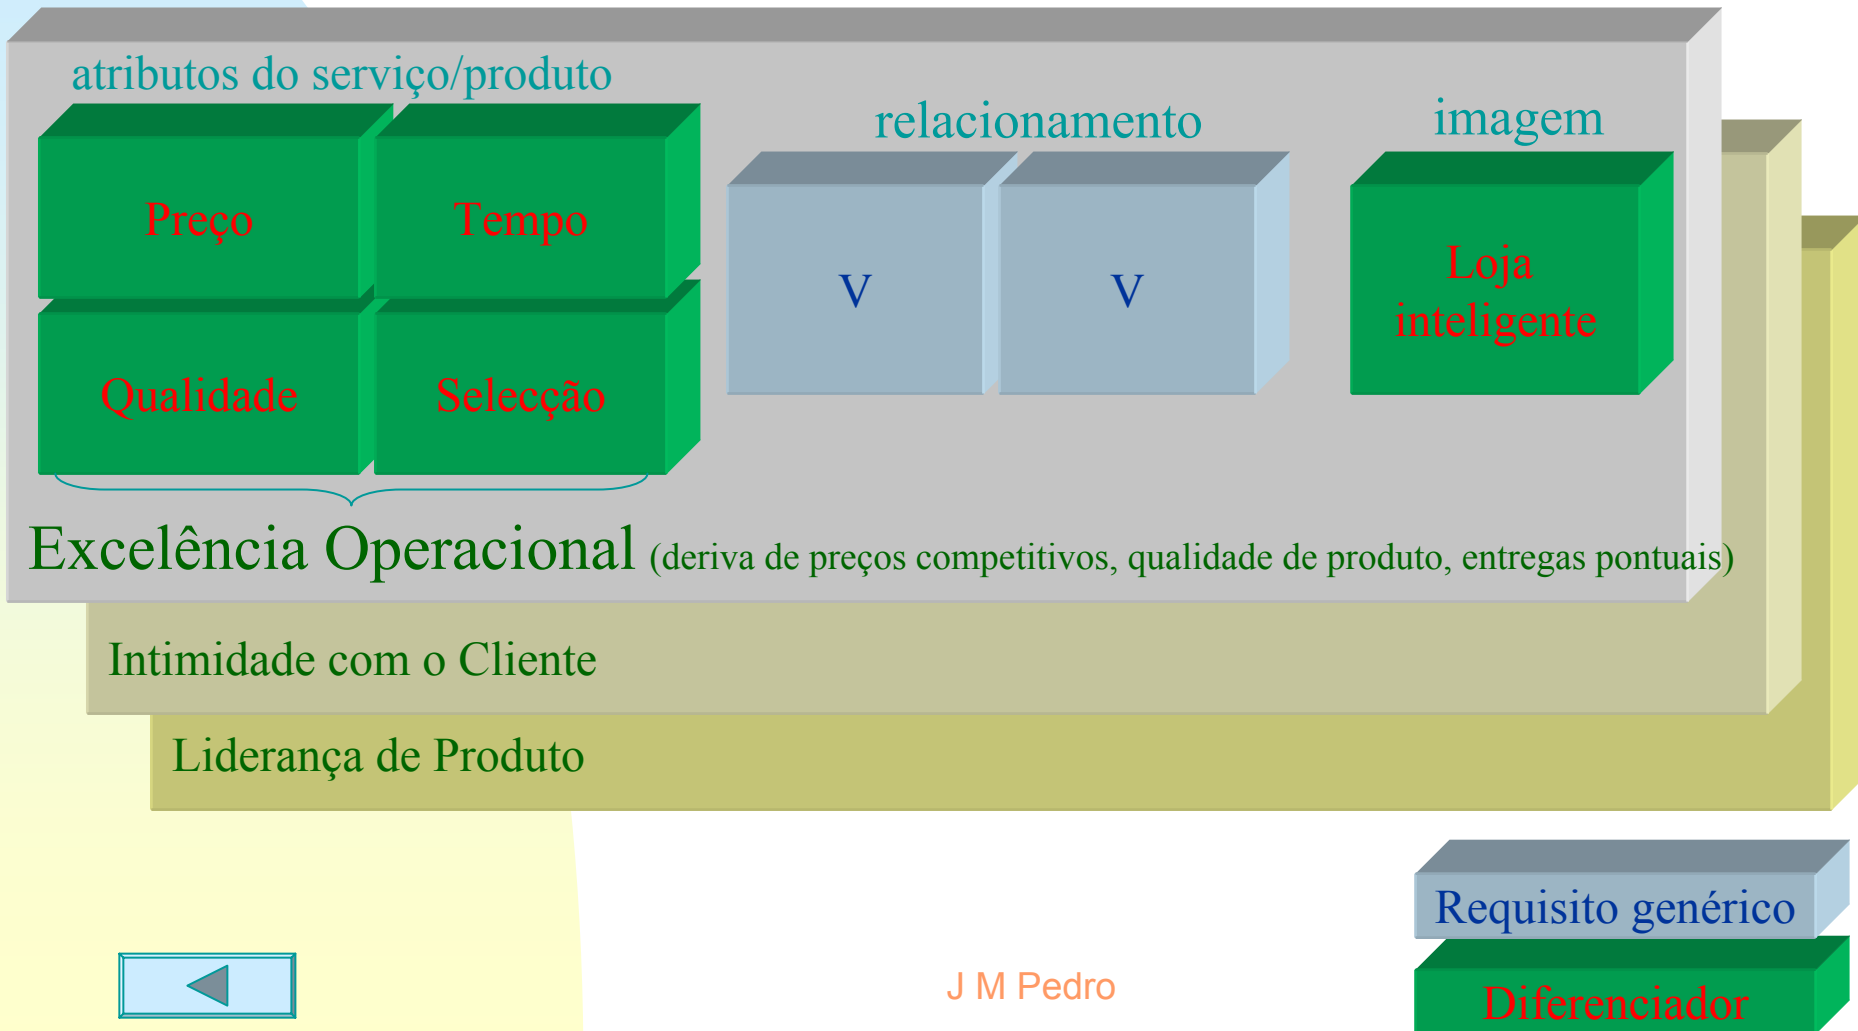 atributos do serviço/produto
relacionamento
imagem
Preço
Tempo
V
V
Loja
inteligente
Qualidade
Selecção
Excelência Operacional (deriva de preços competitivos, qualidade de produto, entregas pontuais)
Intimidade com o Cliente
Liderança de Produto
Requisito genérico
J M Pedro
Diferenciador